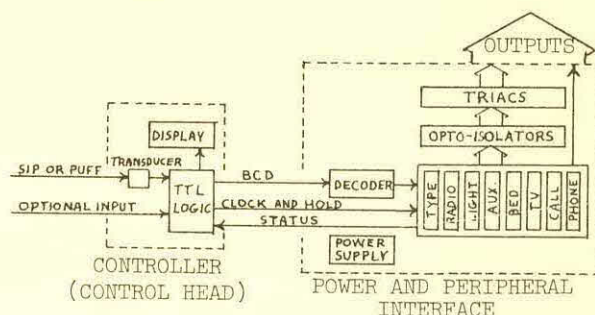 OUTPUTS
TRIACS
DISPLAY
OPTO-ISOLATORS
SIP OR PUFF
TRANSDUCER
TTL
LOGIC
BCD
DECODER
OPTIONAL INPUT
CLOCK AND HOLD
STATUS
TYPE
RADIO
LIGHT
AUX.
BED
TV
CALL
PHONE
POWER
SUPPLY
CONTROLLER
(CONTROL HEAD)
POWER AND PERIPHERAL
INTERFACE